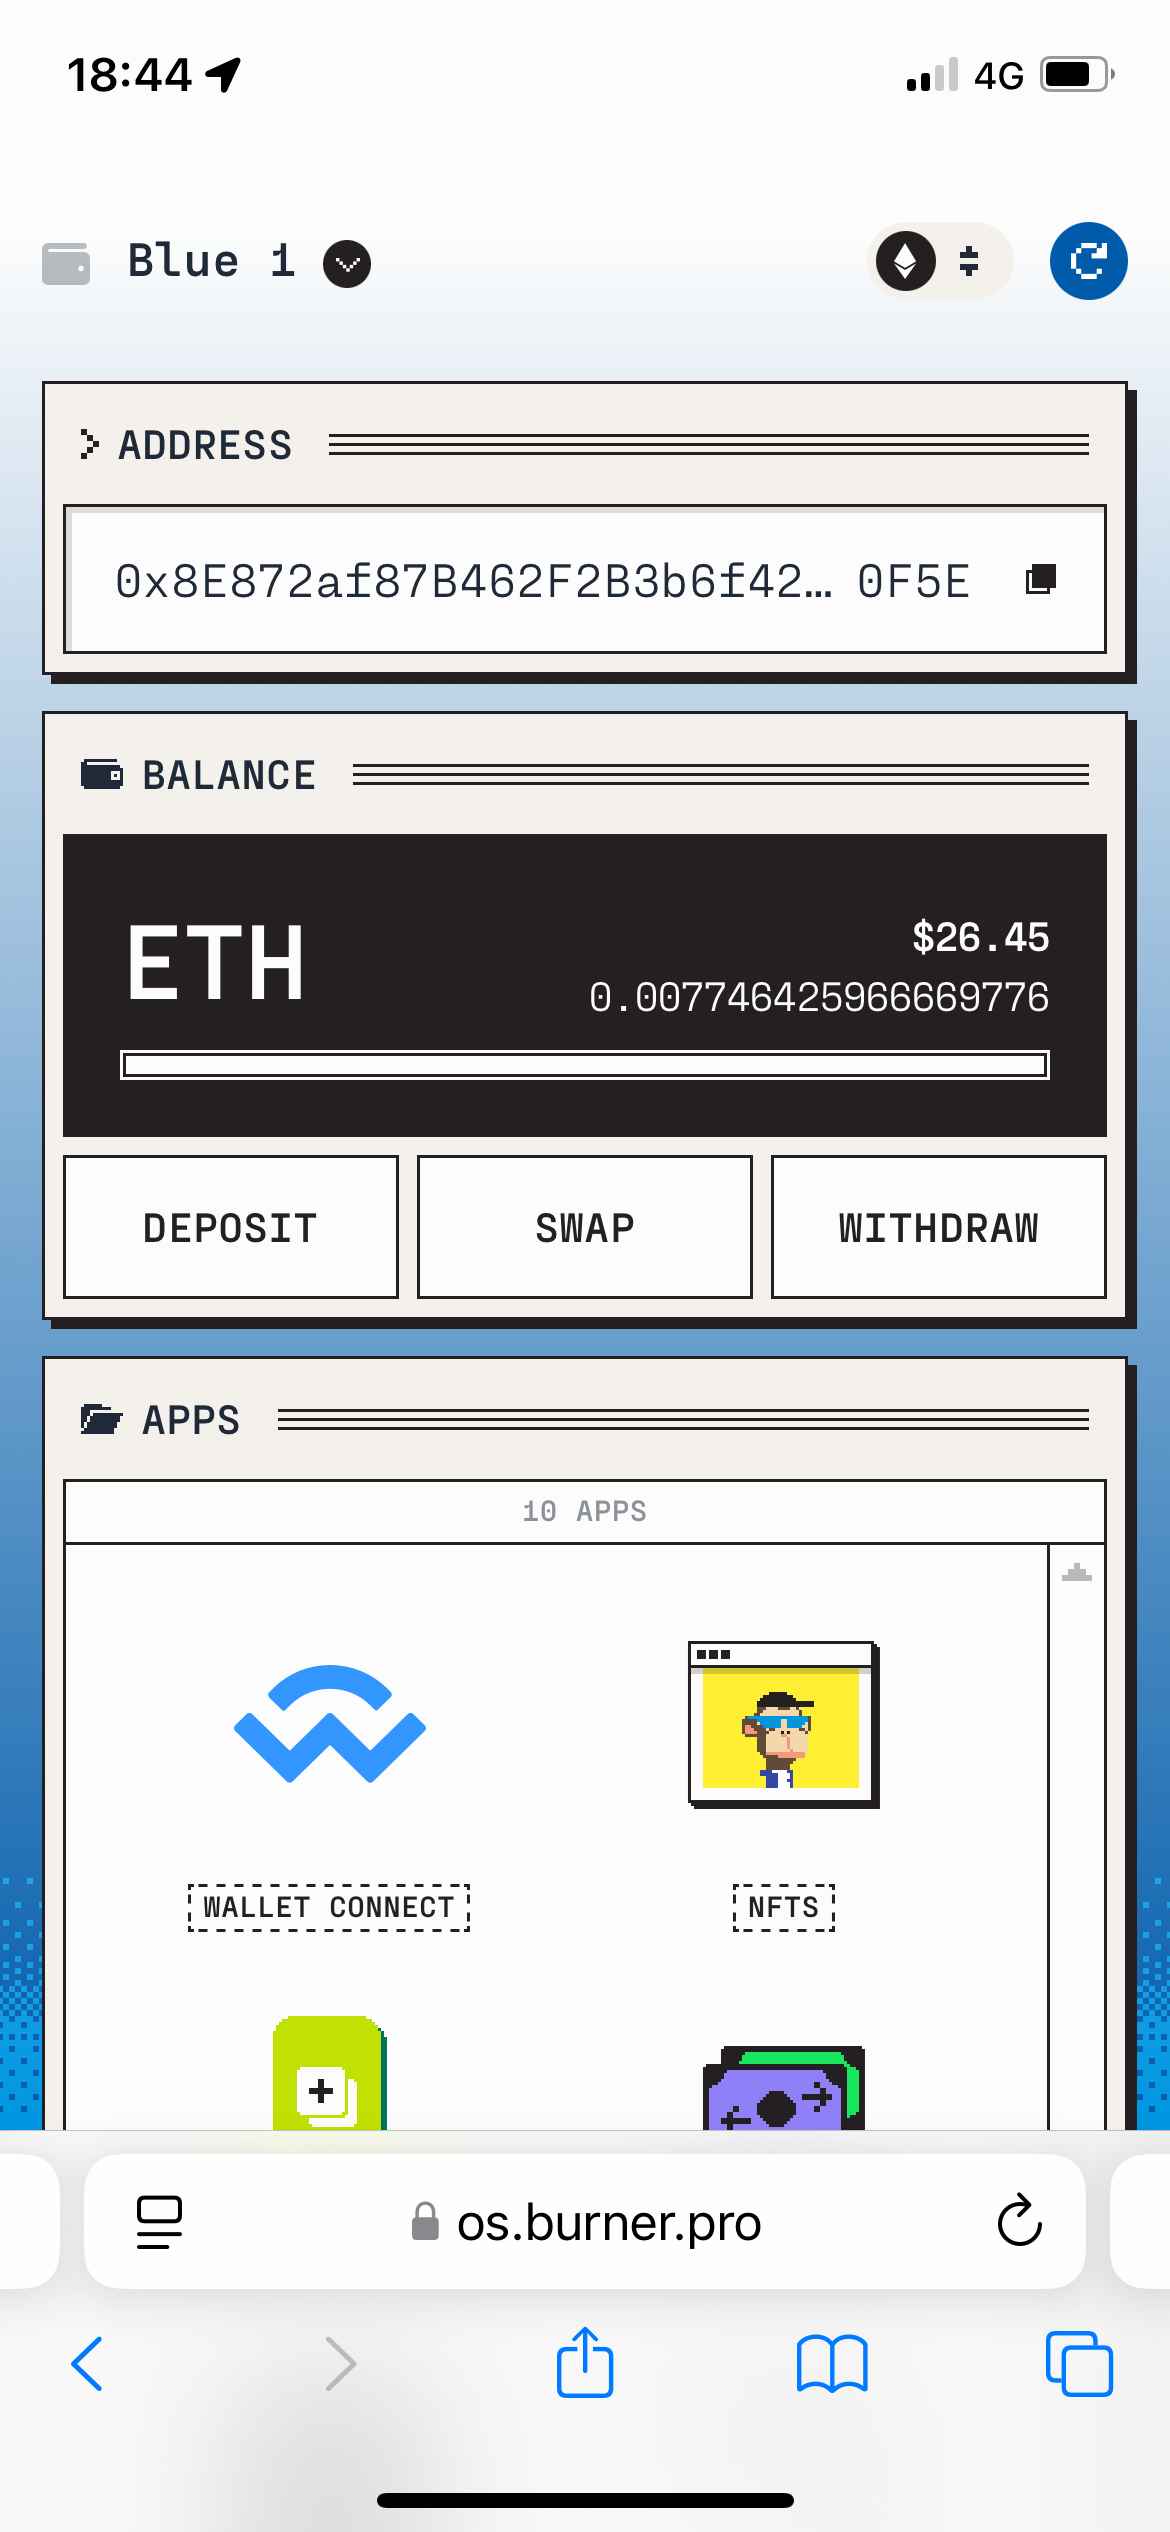 18:44
4G
Blue 1
ADDRESS
0x8E872af87B462F2B3b6f42… 0F5E
BALANCE
ETH
$26.45
0.007746425966669776
DEPOSIT
SWAP
WITHDRAW
APPS
10 APPS
WALLET CONNECT
NFTS
os.burner.pro